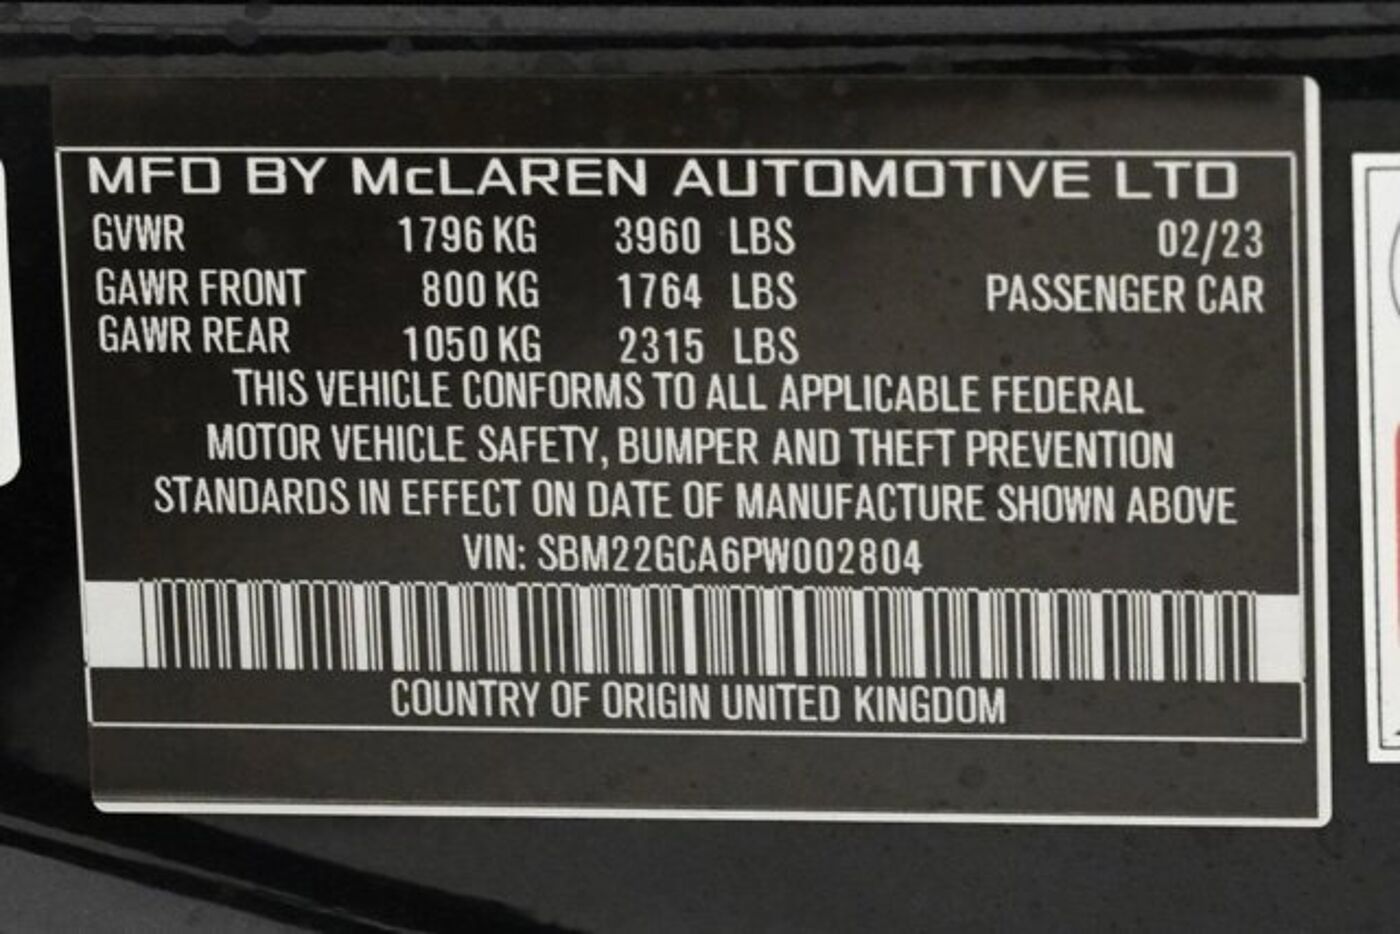 MFD BY McLAREN AUTOMOTIVE LTD
GVWR 1796 KG 3960 LBS 02/23
GAWR FRONT 800 KG 1764 LBS PASSENGER CAR
GAWR REAR 1050 KG 2315 LBS
THIS VEHICLE CONFORMS TO ALL APPLICABLE FEDERAL
MOTOR VEHICLE SAFETY, BUMPER AND THEFT PREVENTION
STANDARDS IN EFFECT ON DATE OF MANUFACTURE SHOWN ABOVE
VIN: SBM22GCA6PW002804
COUNTRY OF ORIGIN UNITED KINGDOM